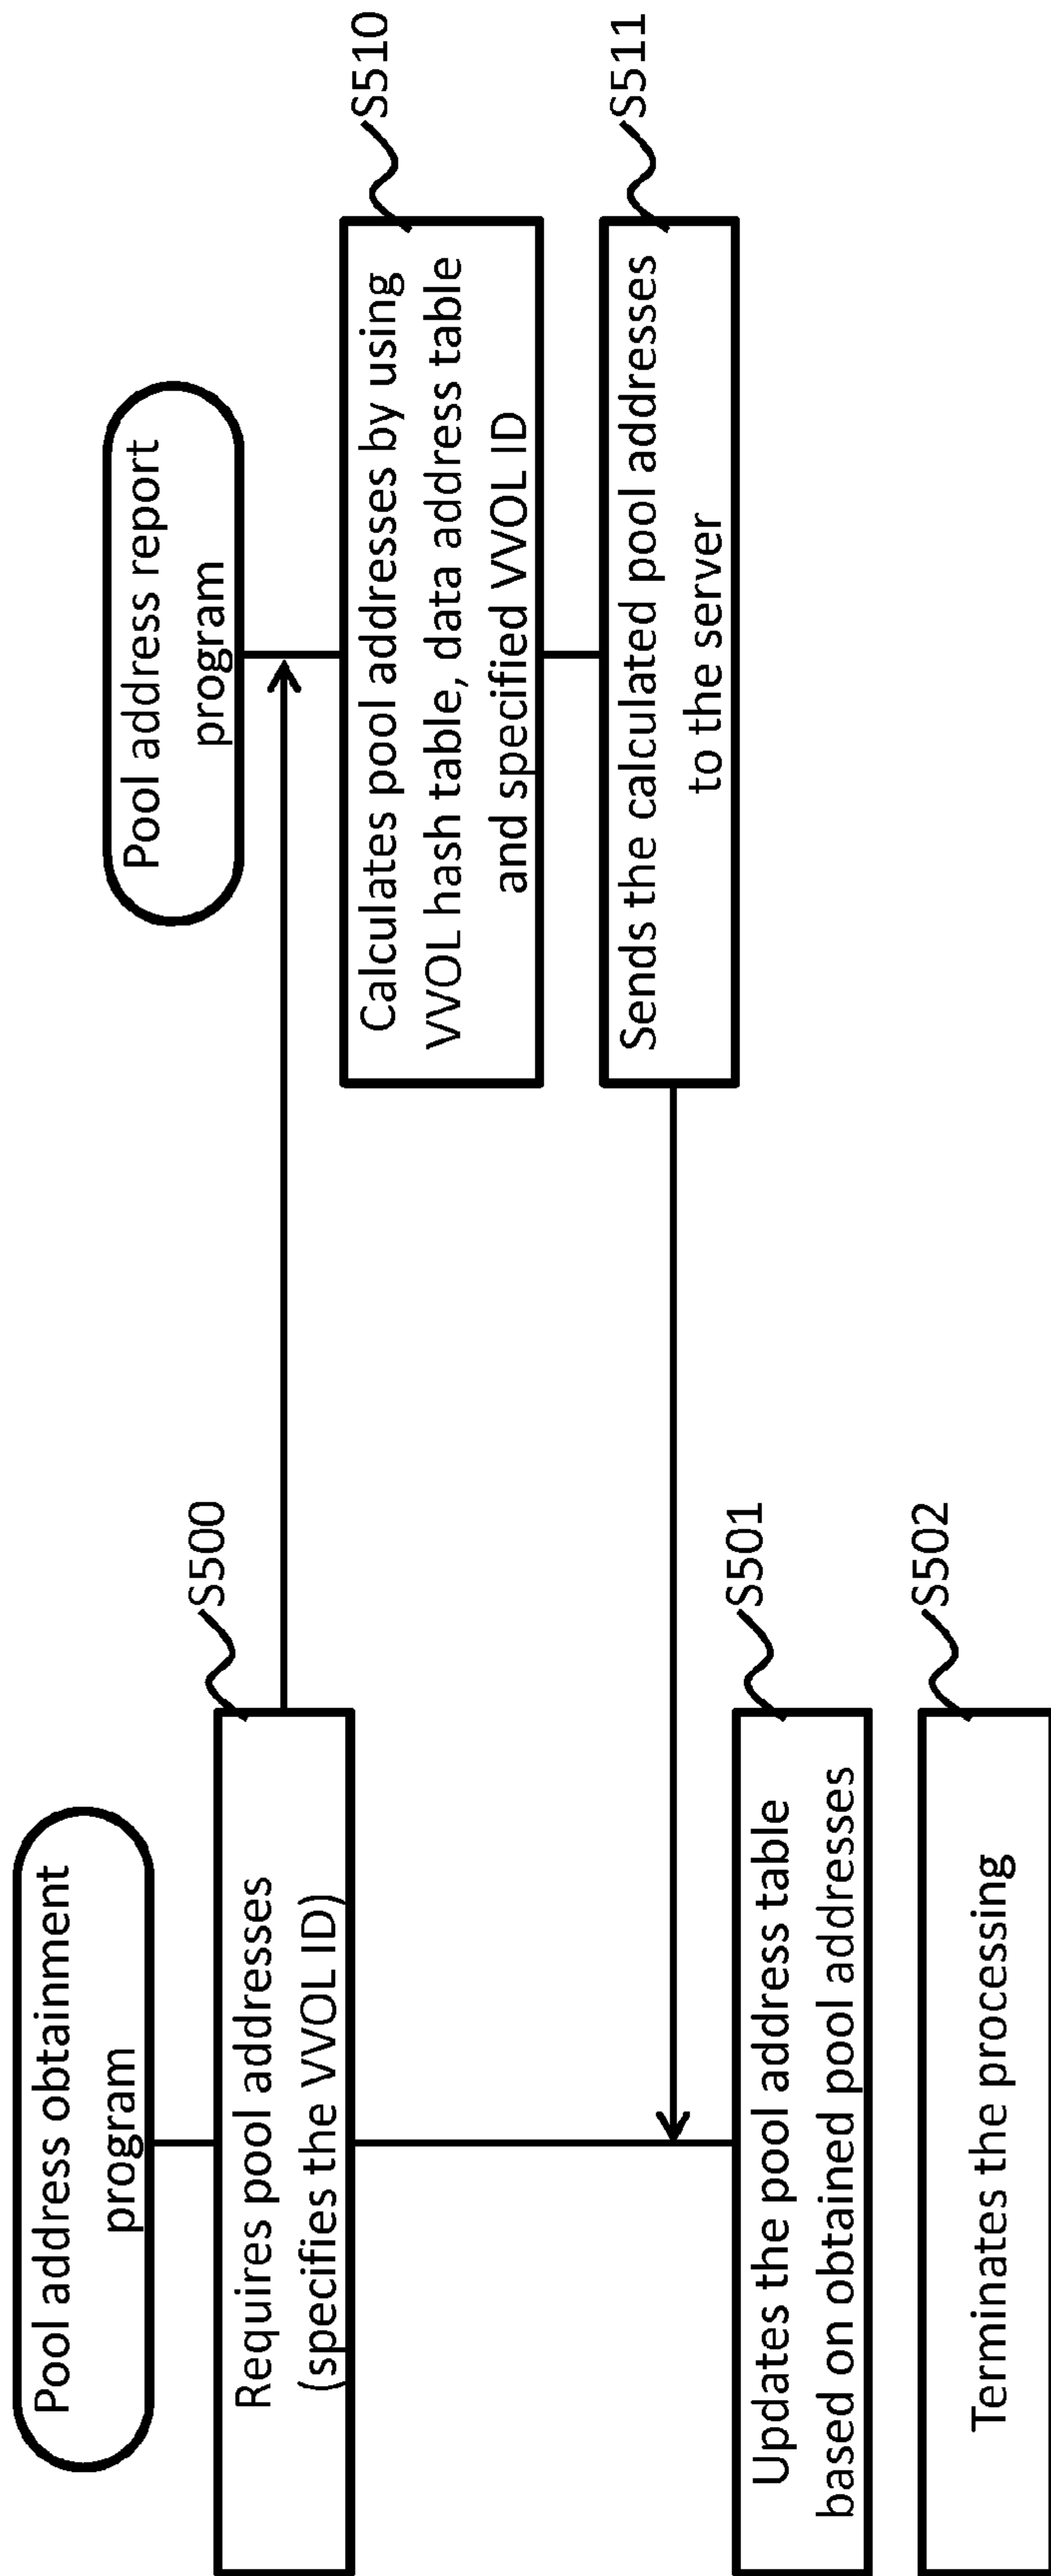 Pool address obtainment
program
S500
Requires pool addresses
(specifies the VVOL ID)
S501
Updates the pool address table
based on obtained pool addresses
S502
Terminates the processing
Pool address report
program
S510
Calculates pool addresses by using
VVOL hash table, data address table
and specified VVOL ID
S511
Sends the calculated pool addresses
to the server